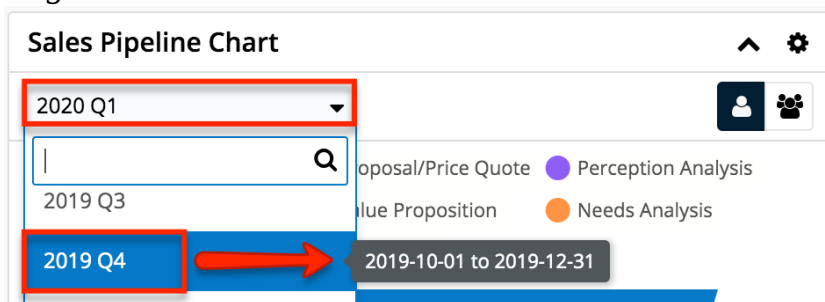 Sales Pipeline Chart
2020 Q1
oposal/Price Quote
Perception Analysis
2019 Q3
lue Proposition
Needs Analysis
2019 Q4
2019-10-01 to 2019-12-31